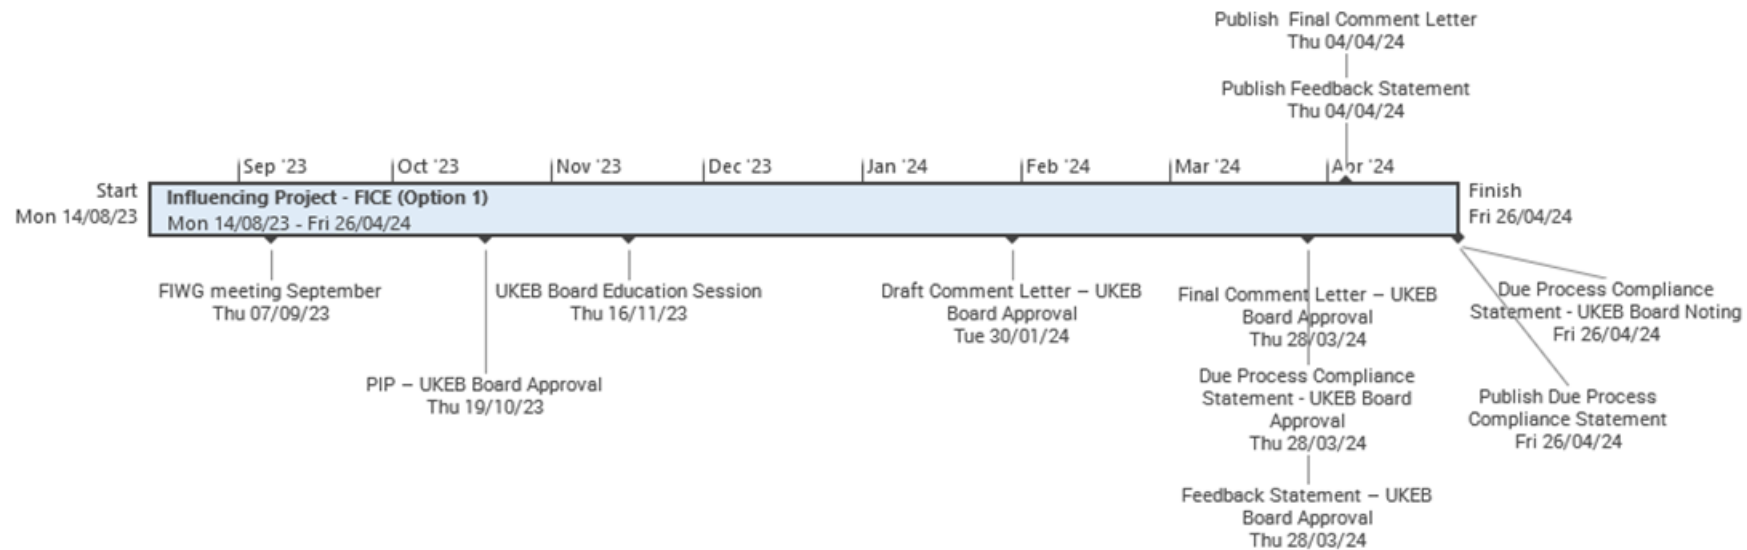 Publish Final Comment Letter
Thu 04/04/24
Publish Feedback Statement
Thu 04/04/24
Sep '23
Oct '23
Nov '23
Dec '23
Jan '24
Feb '24
Mar '24
Apr '24
Start
Mon 14/08/23
Influencing Project - FICE (Option 1)
Mon 14/08/23 - Fri 26/04/24
Finish
Fri 26/04/24
FIWG meeting September
Thu 07/09/23
PIP – UKEB Board Approval
Thu 19/10/23
UKEB Board Education Session
Thu 16/11/23
Draft Comment Letter – UKEB
Board Approval
Tue 30/01/24
Final Comment Letter – UKEB
Board Approval
Thu 28/03/24
Due Process Compliance
Statement - UKEB Board
Approval
Thu 28/03/24
Feedback Statement – UKEB
Board Approval
Thu 28/03/24
Due Process Compliance
Statement - UKEB Board Noting
Fri 26/04/24
Publish Due Process
Compliance Statement
Fri 26/04/24